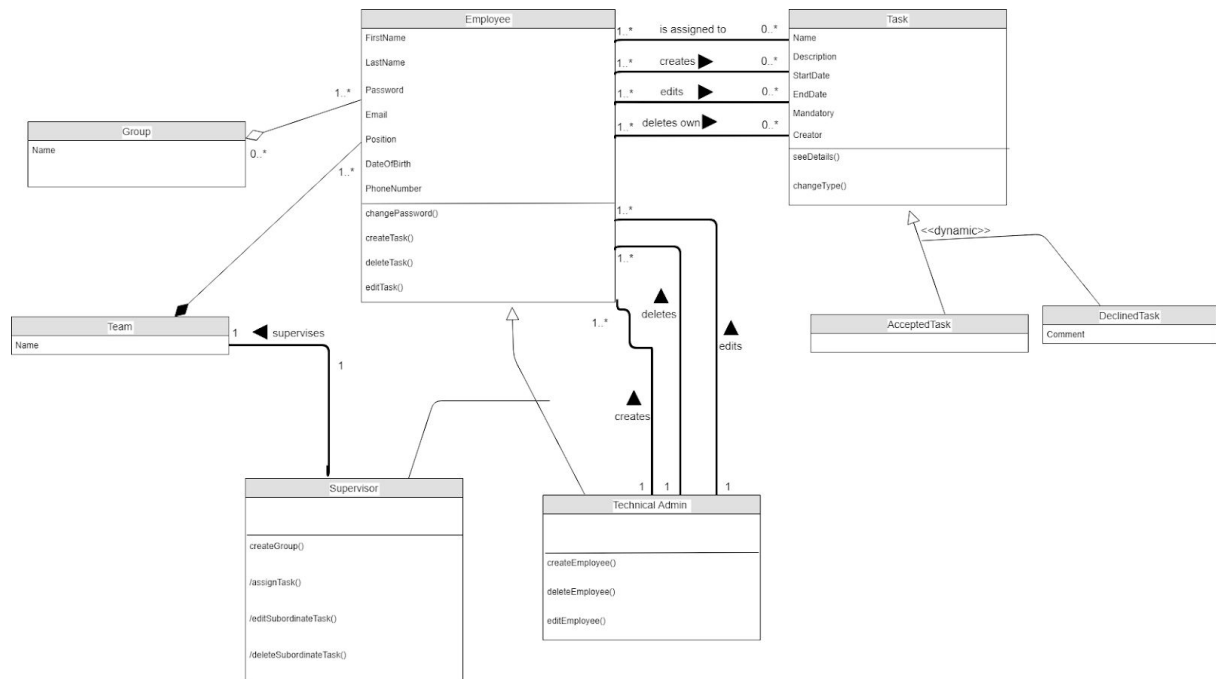 Employee
FirstName
LastName
Password
Email
Position
DateOfBirth
PhoneNumber
changePassword()
createTask()
deleteTask()
editTask()
1..* is assigned to 0..*
1..* creates ▶ 0..*
1..* edits ▶ 0..*
1..* deletes own ▶ 0..*
Task
Name
Description
StartDate
EndDate
Mandatory
Creator
seeDetails()
changeType()
Group
Name
1..*
0..*
1..*
Team
Name
1 ◀ supervises
1
1..*
1..*
1..*
▲ deletes
▲ edits
▲ creates
<<dynamic>>
AcceptedTask
DeclinedTask
Comment
Supervisor
createGroup()
/assignTask()
/editSubordinateTask()
/deleteSubordinateTask()
1 1 1
Technical Admin
createEmployee()
deleteEmployee()
editEmployee()